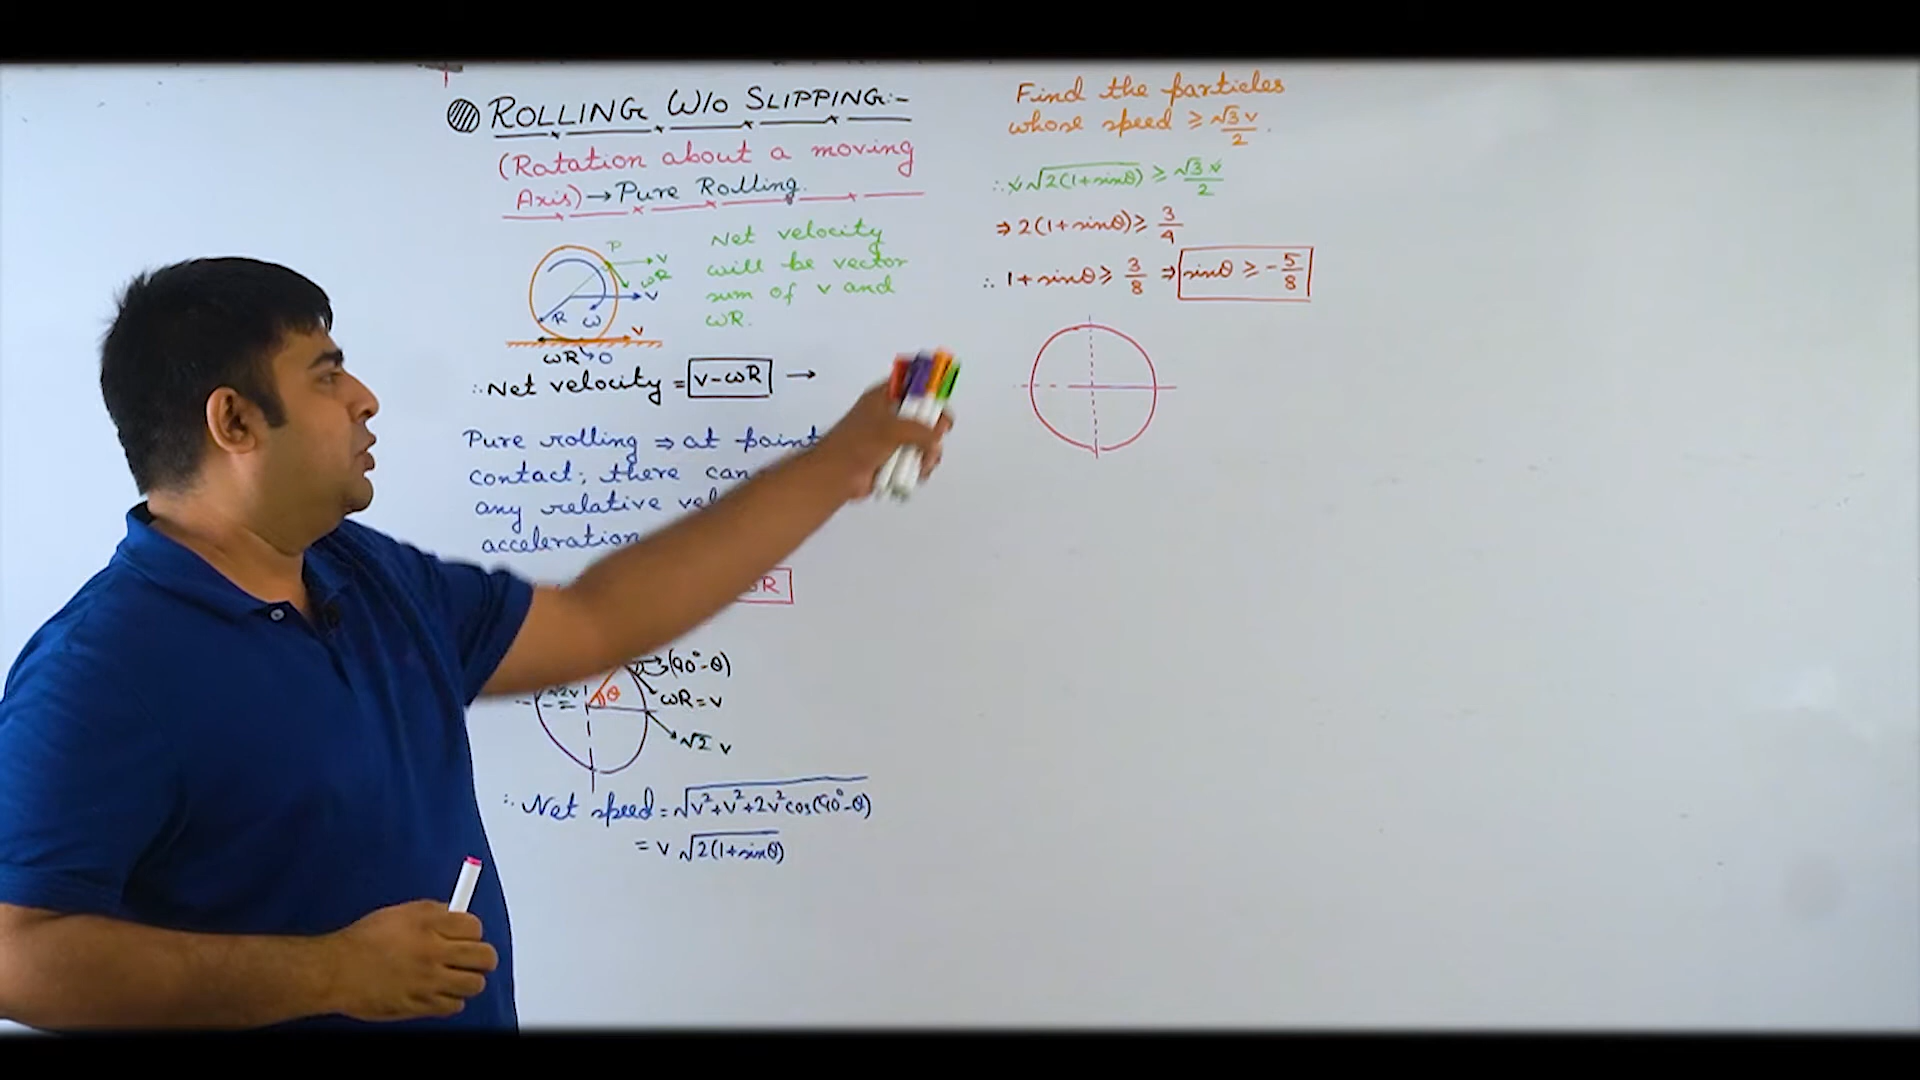 ROLLING W/O SLIPPING:-
(Rotation about a moving
Axis)→Pure Rolling.
P
v
ωR
v
R
ω
v
ωR
0
Net velocity
will be vector
sum of v and
ωR.
∴Net velocity = v-ωR →
Pure rolling ⇒ at point
contact; there can
any relative
acceleration
ωR
(90°-θ)
√2v
θ
ωR=v
√2 v
∴ Net speed = √v²+v²+2v²cos(90°-θ)
= v √2(1+sinθ)
Find the particles
whose speed ≥ √3v/2.
∴ v√2(1+sinθ) ≥ √3v/2
⇒ 2(1+sinθ) ≥ 3/4
∴ 1+sinθ ≥ 3/8 ⇒ sinθ ≥ -5/8